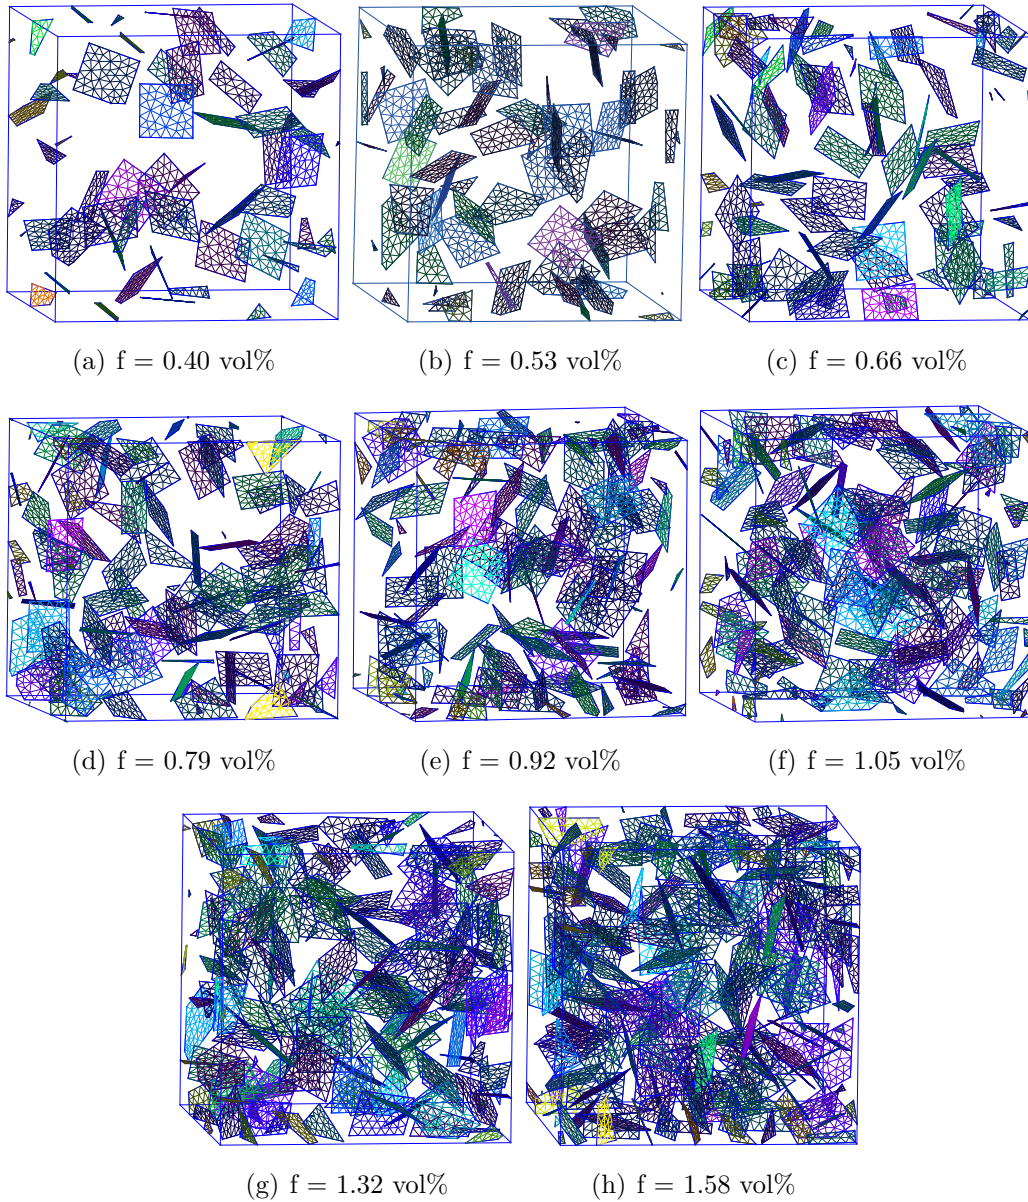 (a) f = 0.40 vol%
(b) f = 0.53 vol%
(c) f = 0.66 vol%
(d) f = 0.79 vol%
(e) f = 0.92 vol%
(f) f = 1.05 vol%
(g) f = 1.32 vol%
(h) f = 1.58 vol%